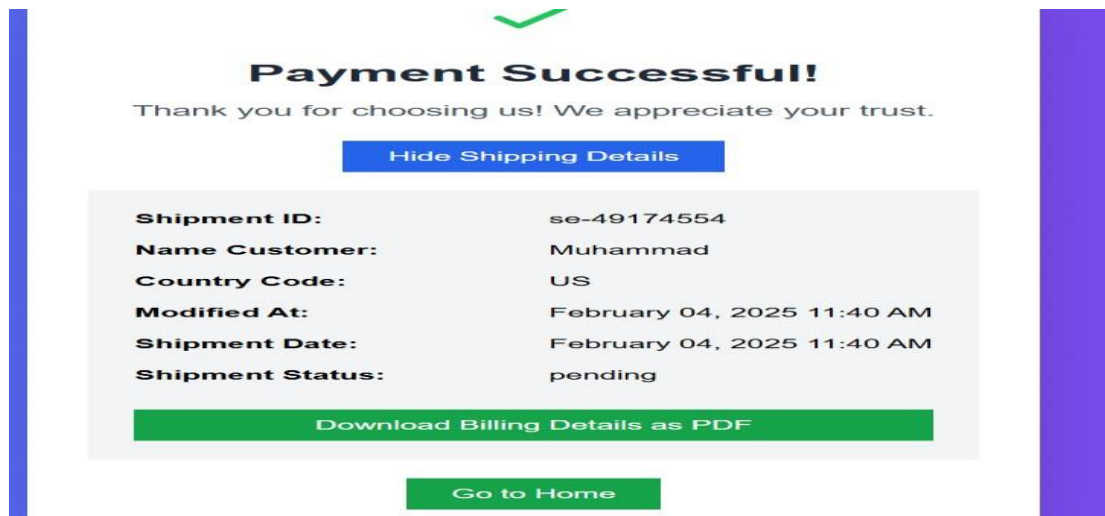 Payment Successful!
Thank you for choosing us! We appreciate your trust.
Hide Shipping Details
Shipment ID: se-49174554
Name Customer: Muhammad
Country Code: US
Modified At: February 04, 2025 11:40 AM
Shipment Date: February 04, 2025 11:40 AM
Shipment Status: pending
Download Billing Details as PDF
Go to Home